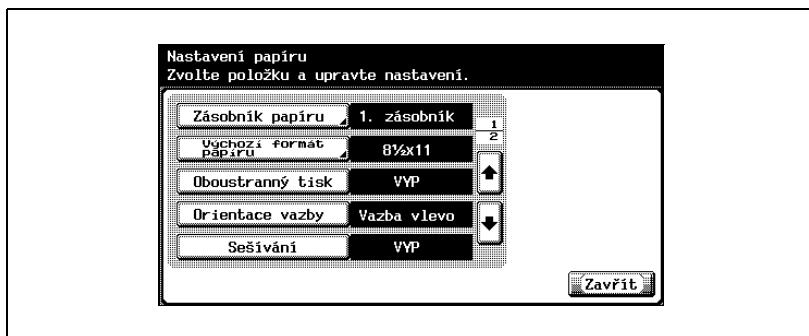 Nastavení papíru
Zvolte položku a upravte nastavení.
Zásobník papíru 1. zásobník
1
2
Výchozí formát
papíru
8½x11
Oboustranný tisk VYP
Orientace vazby Vazba vlevo
Sešívání VYP
Zavřít